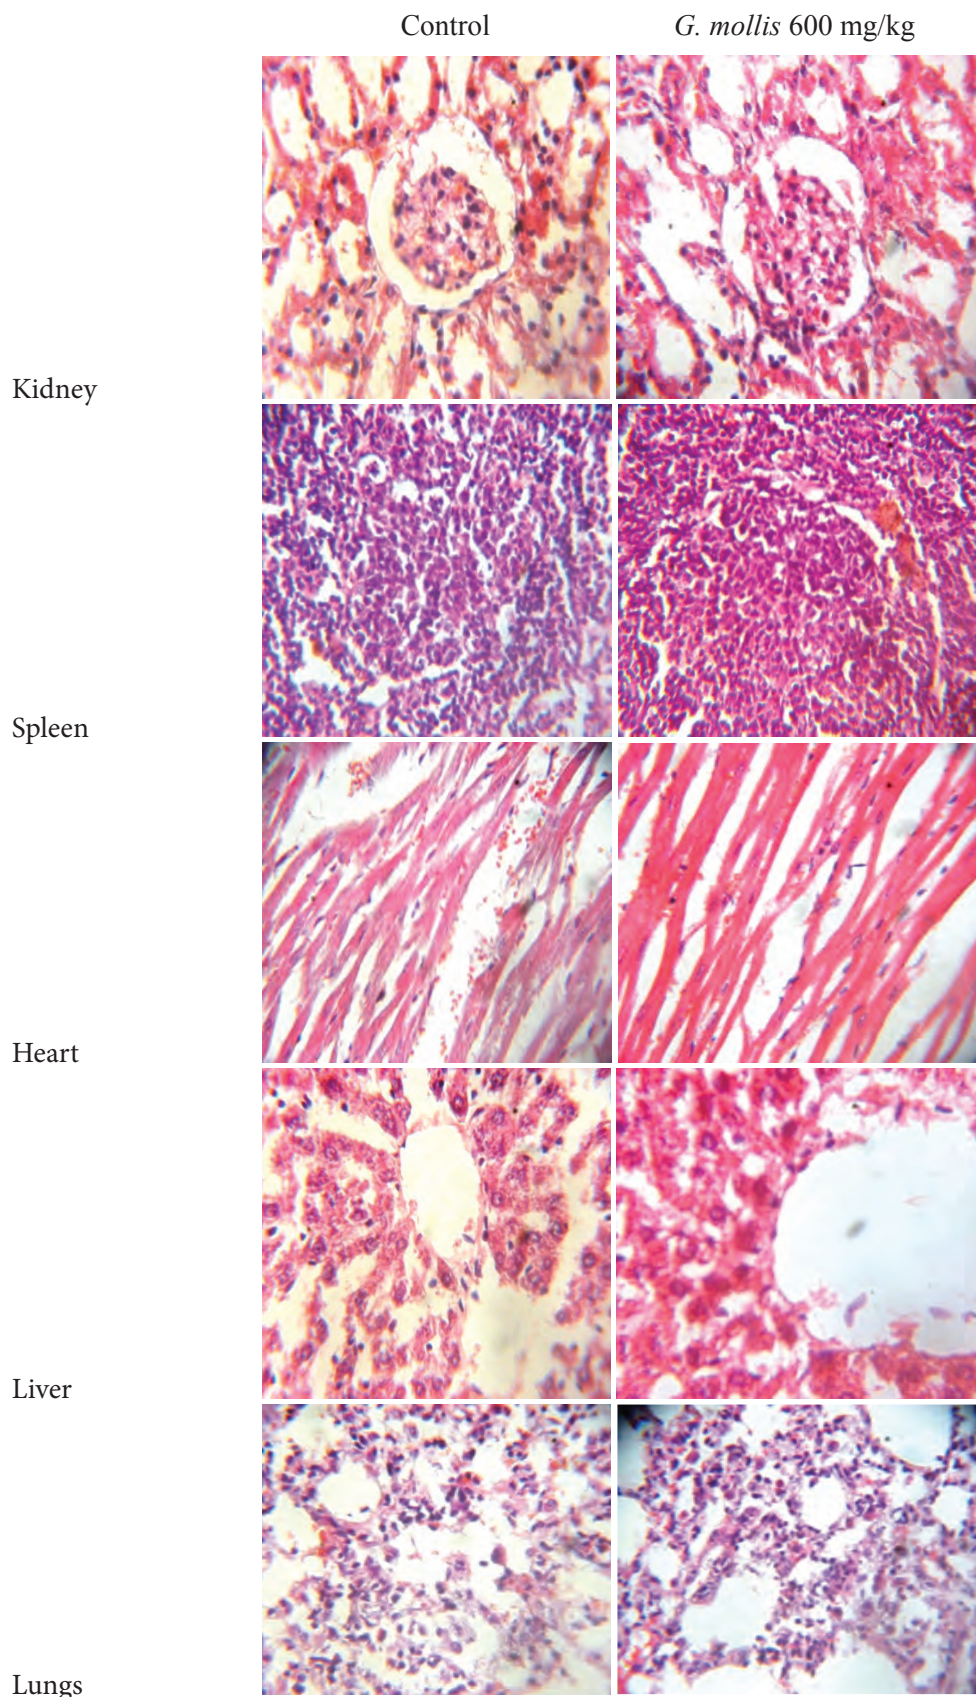 Control
G. mollis 600 mg/kg
Kidney
Spleen
Heart
Liver
Lungs